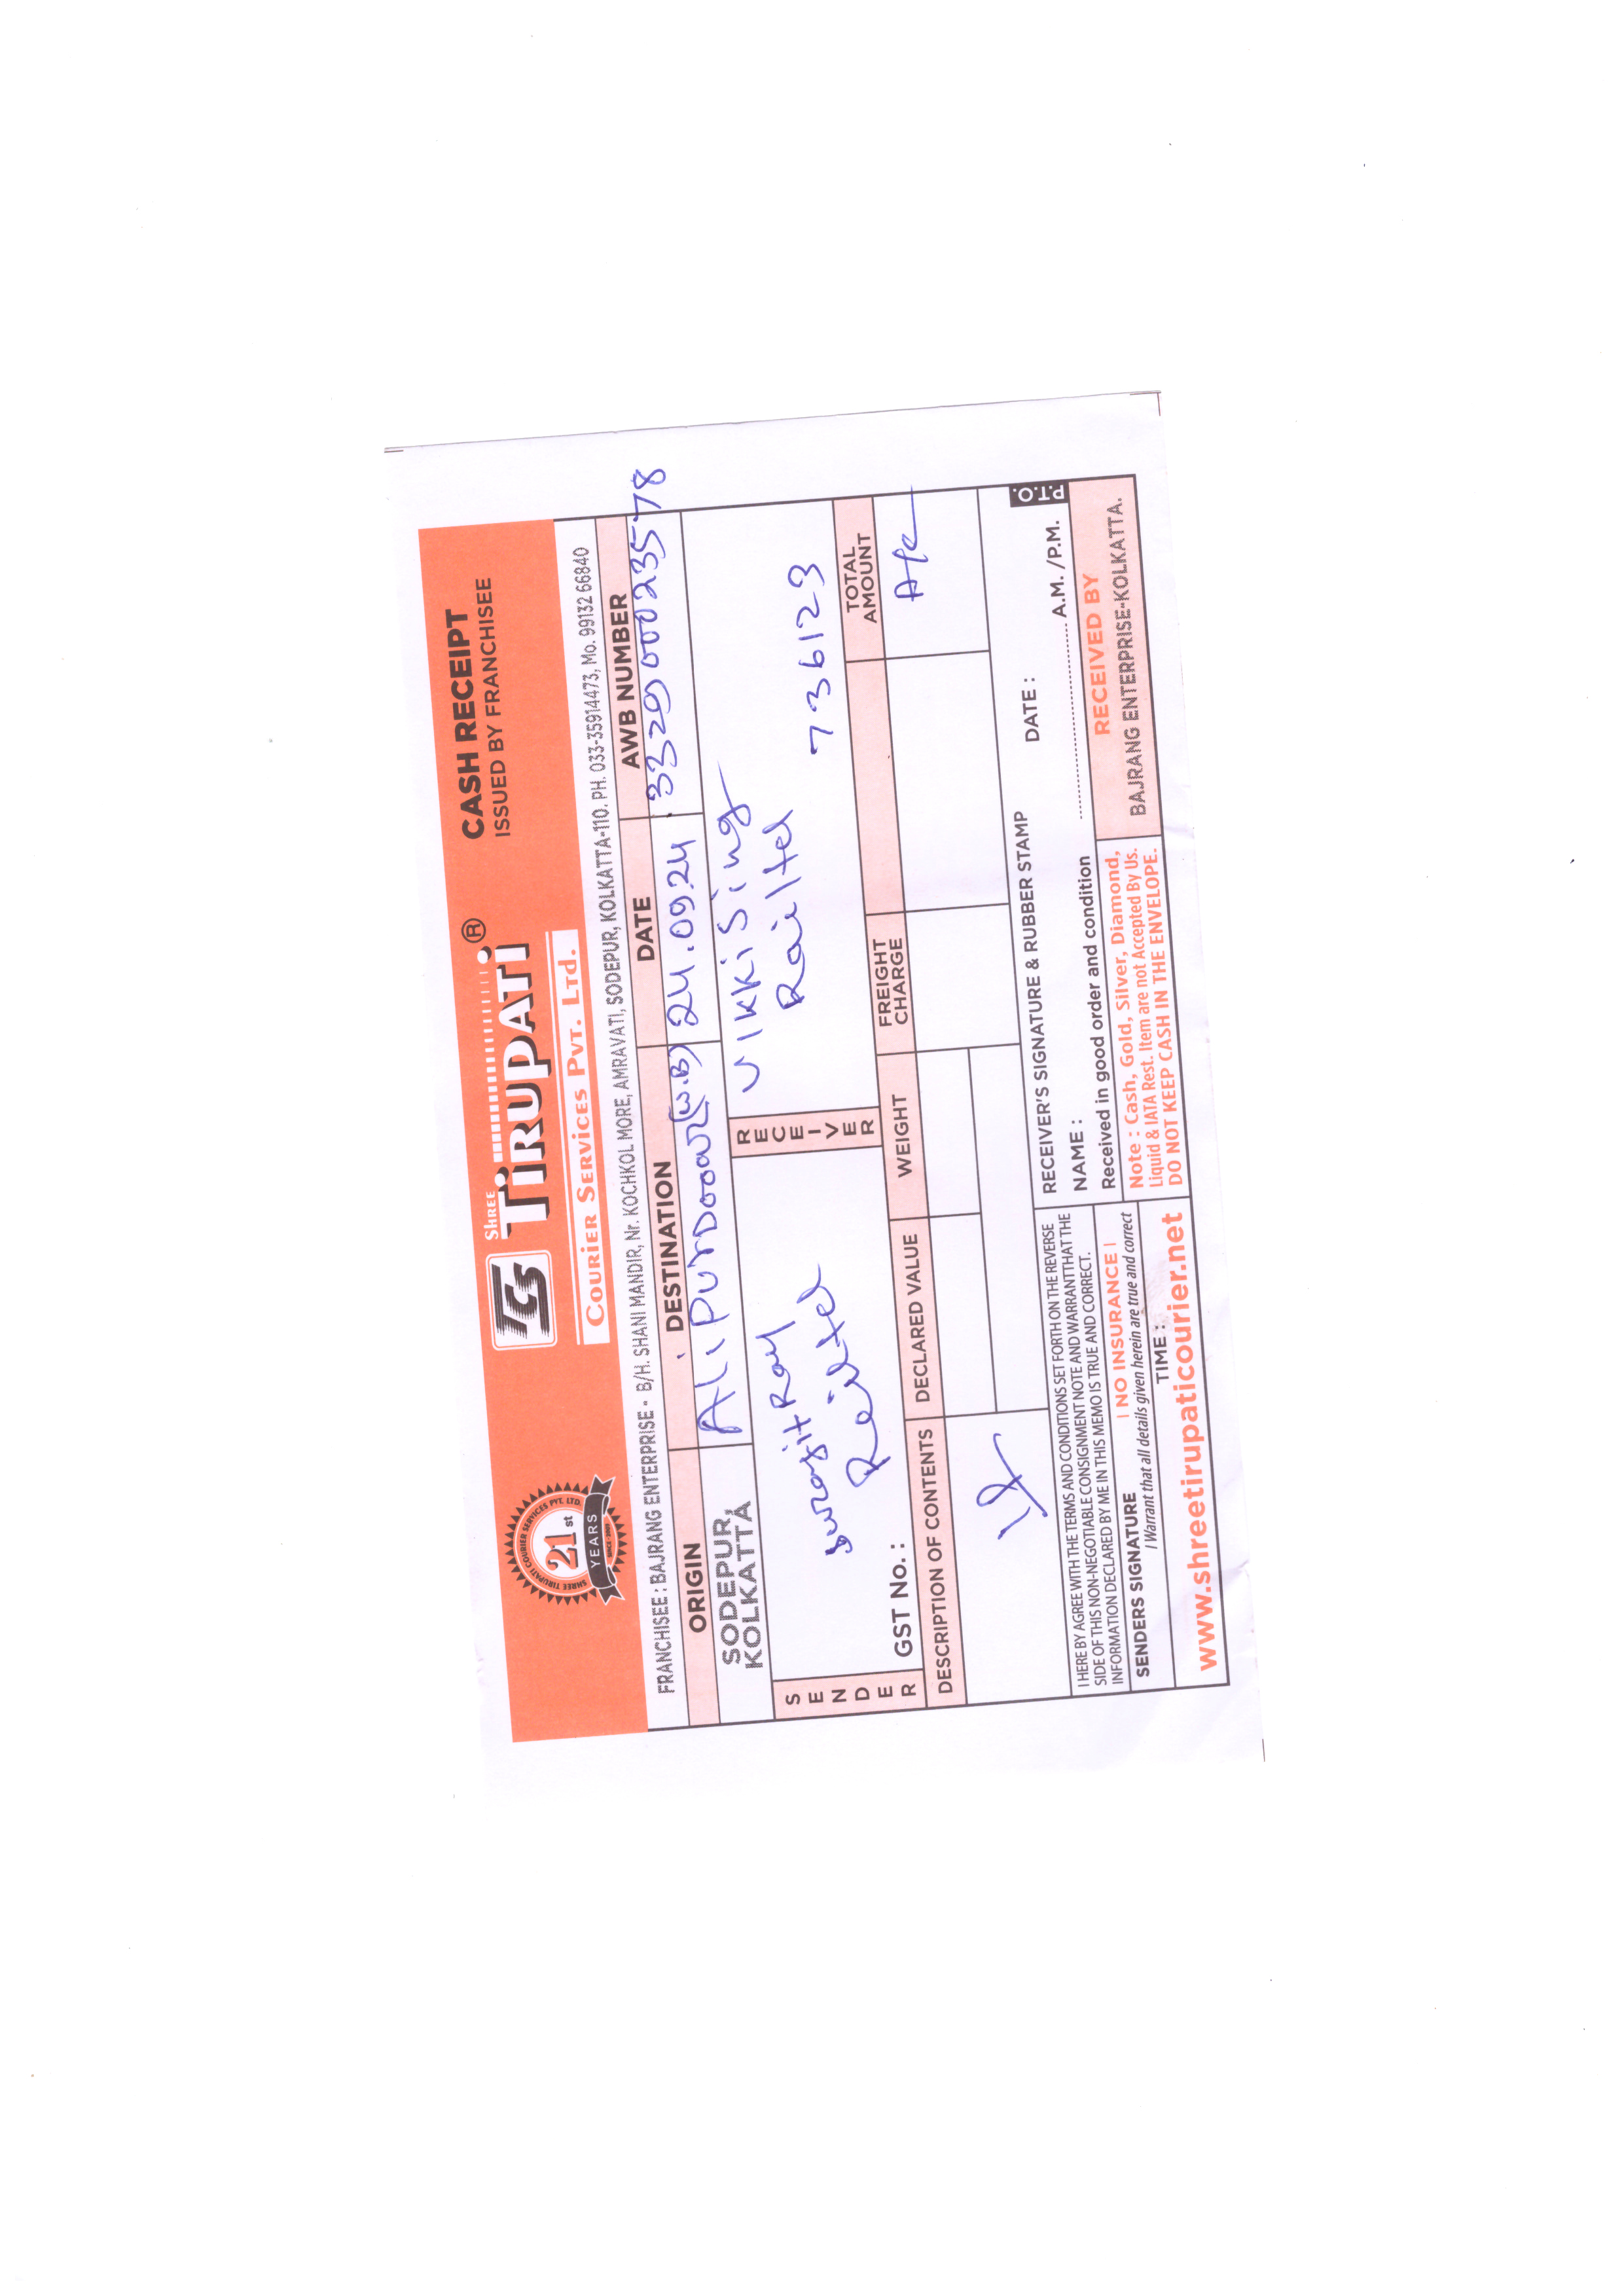 SHREE TIRUPATI COURIER SERVICES PVT. LTD.
21st
YEARS
SINCE - 2001
TCS
SHREE
TIRUPATI®
COURIER SERVICES PVT. LTD.
CASH RECEIPT
ISSUED BY FRANCHISEE
FRANCHISEE : BAJRANG ENTERPRISE - B/H. SHANI MANDIR, Nr. KOCHKOL MORE, AMRAVATI, SODEPUR, KOLKATTA-110. PH. 033-35914473, Mo. 99132 66840
ORIGIN DESTINATION DATE AWB NUMBER
SODEPUR, KOLKATTA AliPurDooar(W.B) 24.09.24 332900023578
SENDER
Surajit Roy
Railtel
GST No. :
RECEIVER
Vikki Sing
Railtel
736123
DESCRIPTION OF CONTENTS DECLARED VALUE WEIGHT FREIGHT CHARGE TOTAL AMOUNT
A/c
I HERE BY AGREE WITH THE TERMS AND CONDITIONS SET FORTH ON THE REVERSE
SIDE OF THIS NON-NEGOTIABLE CONSIGNMENT NOTE AND WARRANT THAT THE
INFORMATION DECLARED BY ME IN THIS MEMO IS TRUE AND CORRECT.
SENDERS SIGNATURE | NO INSURANCE |
I Warrant that all details given herein are true and correct
TIME :
www.shreetirupaticourier.net
RECEIVER'S SIGNATURE & RUBBER STAMP DATE : P.T.O.
NAME :
Received in good order and condition A.M. /P.M.
Note : Cash, Gold, Silver, Diamond,
Liquid & IATA Rest. Item are not Accepted By Us.
DO NOT KEEP CASH IN THE ENVELOPE.
RECEIVED BY
BAJRANG ENTERPRISE-KOLKATTA.